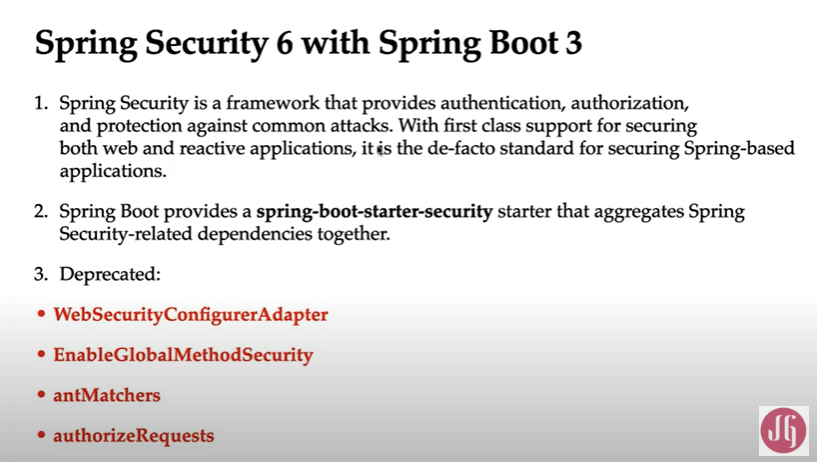 Spring Security 6 with Spring Boot 3
1. Spring Security is a framework that provides authentication, authorization,
and protection against common attacks. With first class support for securing
both web and reactive applications, it is the de-facto standard for securing Spring-based
applications.
2. Spring Boot provides a spring-boot-starter-security starter that aggregates Spring
Security-related dependencies together.
3. Deprecated:
• WebSecurityConfigurerAdapter
• EnableGlobalMethodSecurity
• antMatchers
• authorizeRequests
JG